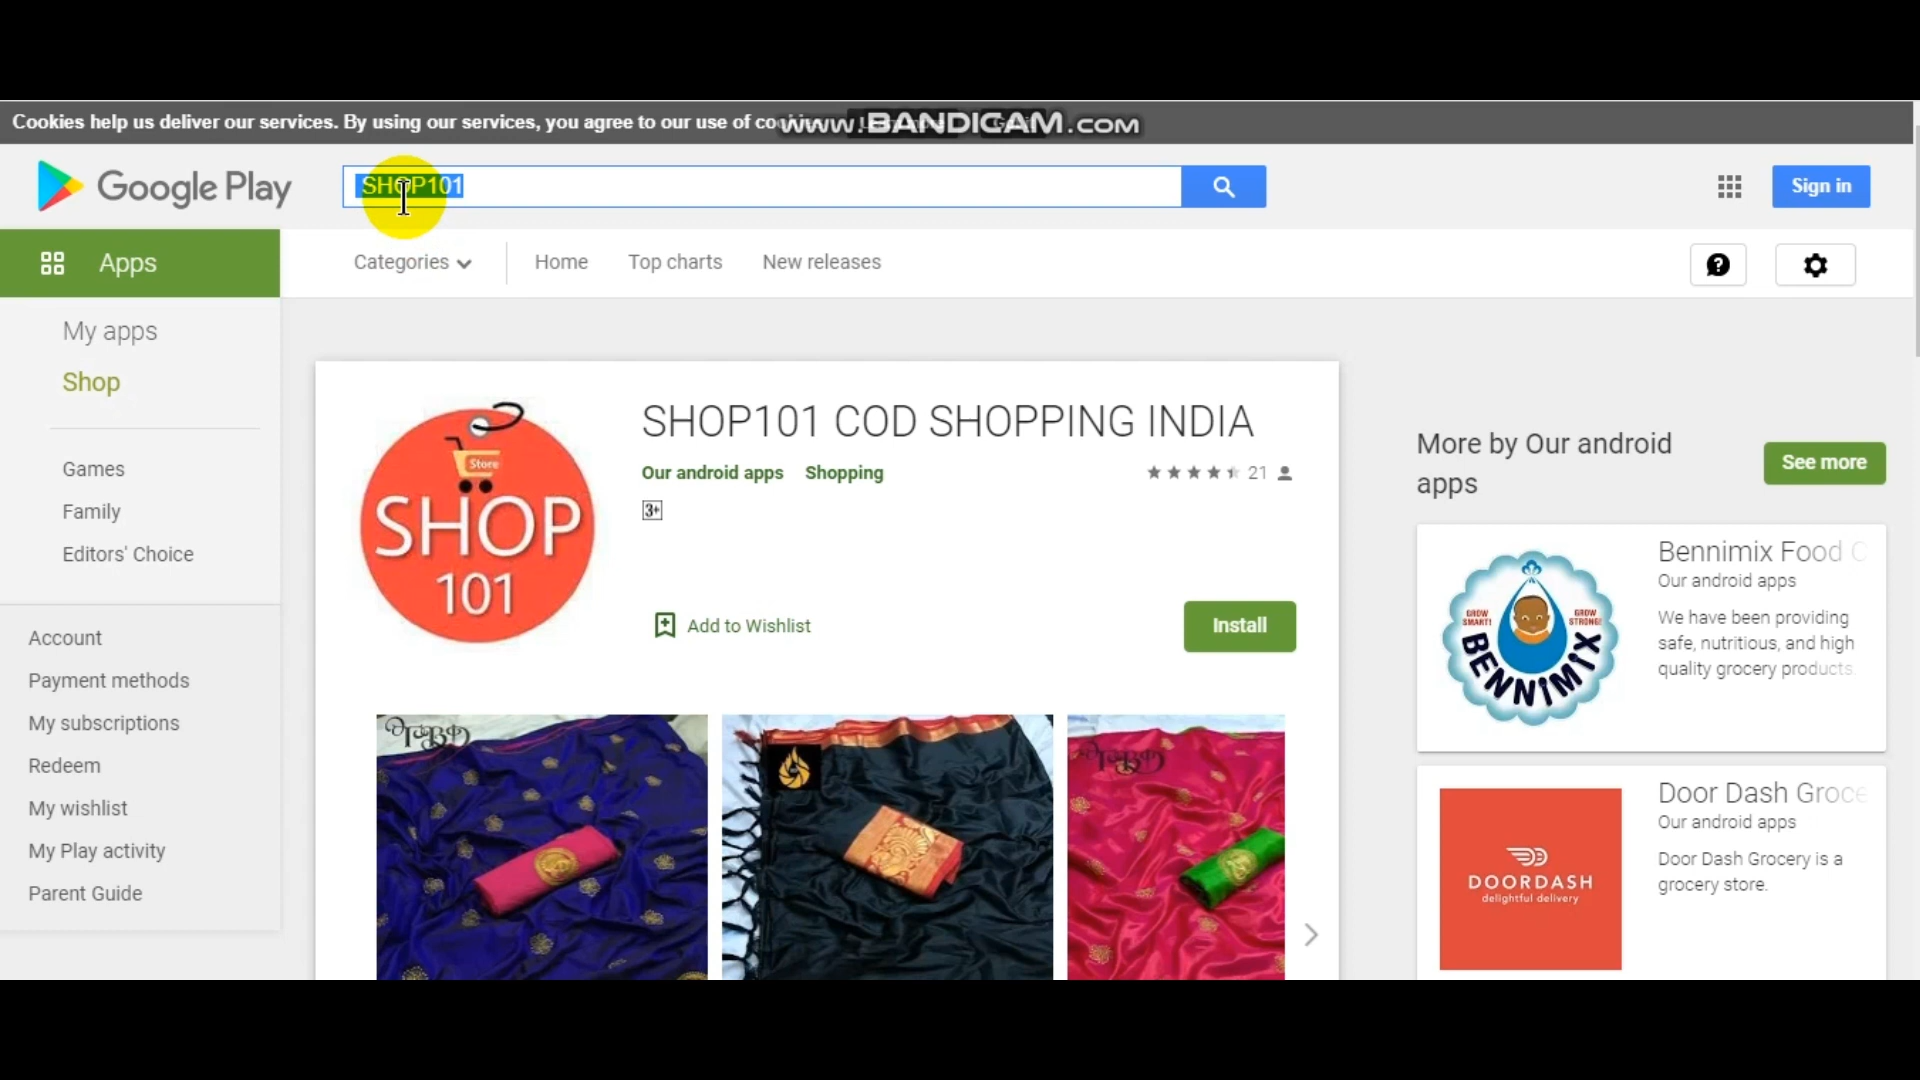 Cookies help us deliver our services. By using our services, you agree to our use of
www.BANDICAM.com
Google Play
SHOP101
Sign in
Apps
Categories
Home
Top charts
New releases
My apps
Shop
Games
Family
Editors' Choice
Account
Payment methods
My subscriptions
Redeem
My wishlist
My Play activity
Parent Guide
Store
SHOP
101
SHOP101 COD SHOPPING INDIA
Our android apps Shopping
21
3+
Add to Wishlist
Install
More by Our android
apps
See more
GROW SMART!
GROW STRONG!
BENNIMIX
Bennimix Food
Our android apps
We have been providing
safe, nutritious, and high
quality grocery products.
DOORDASH
delightful delivery
Door Dash Groce
Our android apps
Door Dash Grocery is a
grocery store.